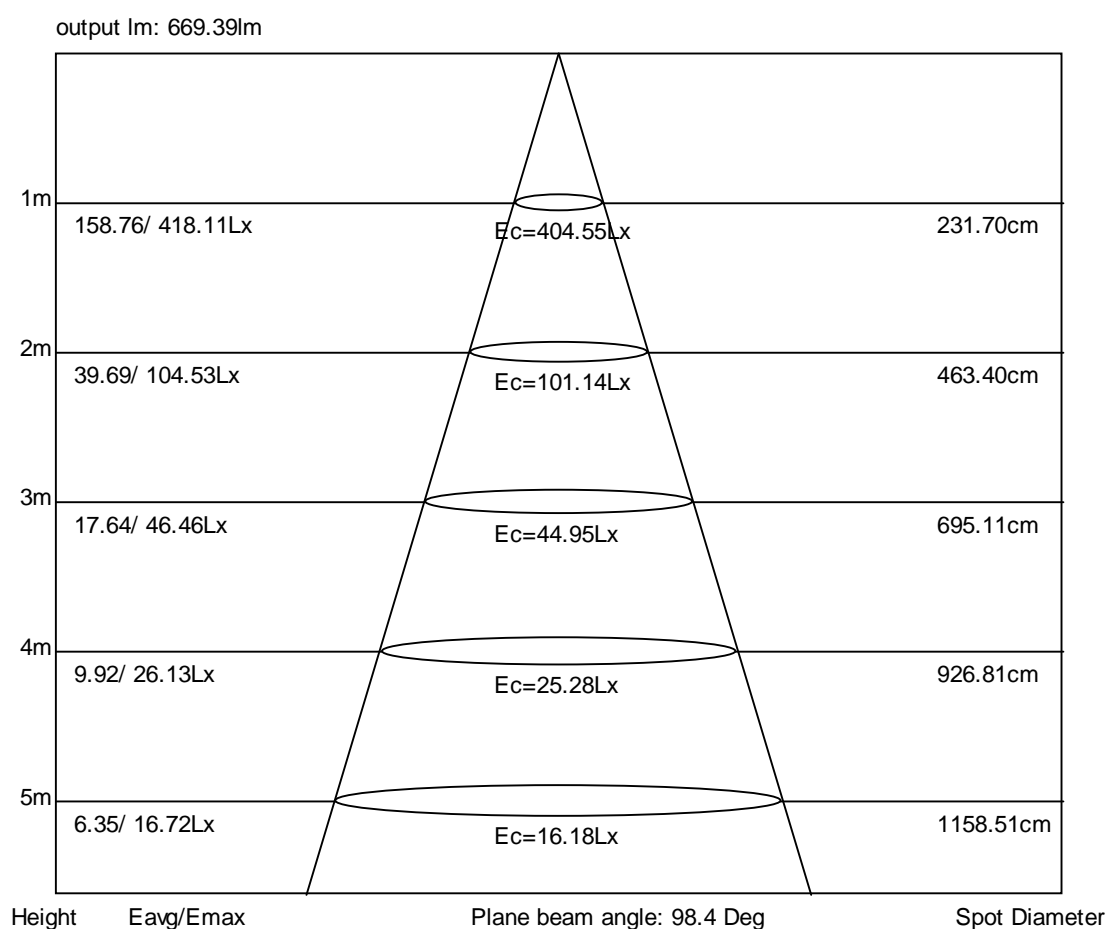 output lm: 669.39lm
1m
158.76/ 418.11Lx
Ec=404.55Lx
231.70cm
2m
39.69/ 104.53Lx
Ec=101.14Lx
463.40cm
3m
17.64/ 46.46Lx
Ec=44.95Lx
695.11cm
4m
9.92/ 26.13Lx
Ec=25.28Lx
926.81cm
5m
6.35/ 16.72Lx
Ec=16.18Lx
1158.51cm
Height Eavg/Emax Plane beam angle: 98.4 Deg Spot Diameter